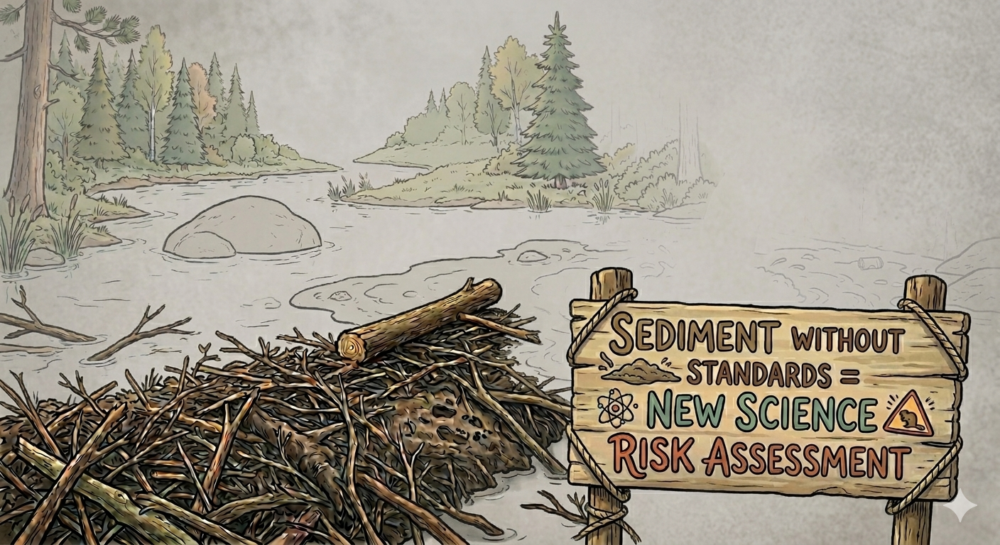 SEDIMENT WITHOUT
STANDARDS =
NEW SCIENCE
RISK ASSESSMENT